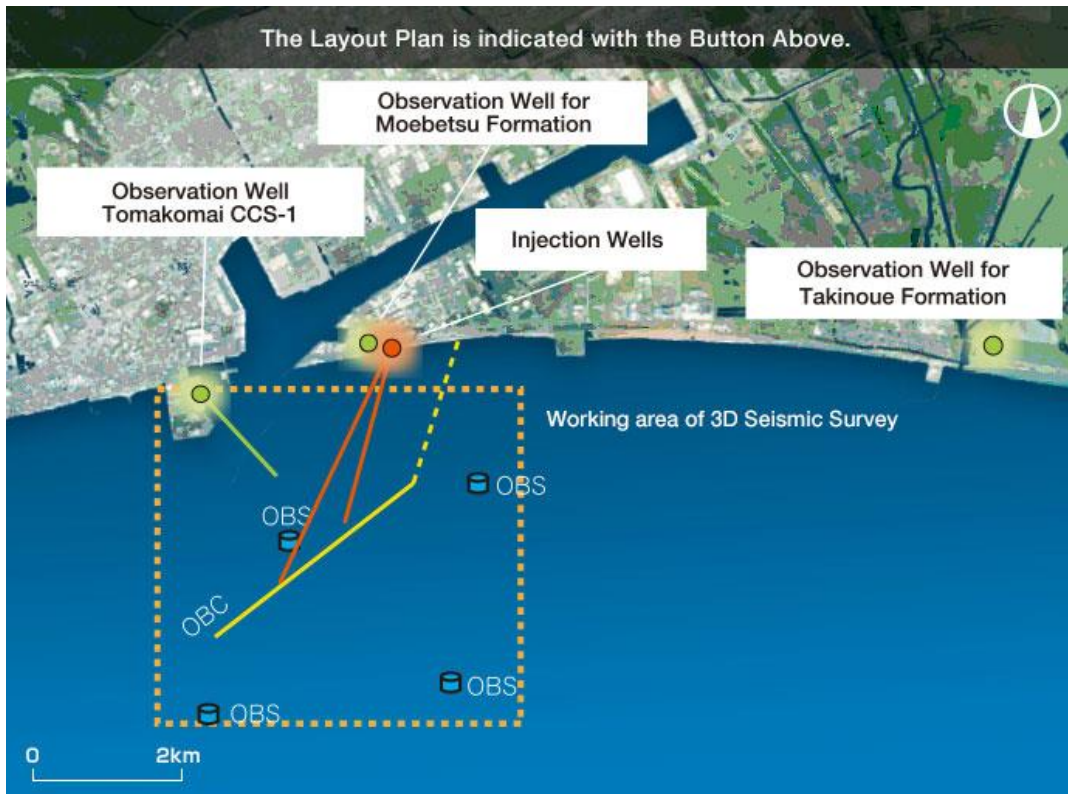 The Layout Plan is indicated with the Button Above.
Observation Well for
Moebetsu Formation
Observation Well
Tomakomai CCS-1
Injection Wells
Observation Well for
Takinoue Formation
Working area of 3D Seismic Survey
OBS
OBS
OBC
OBS
OBS
0 2km